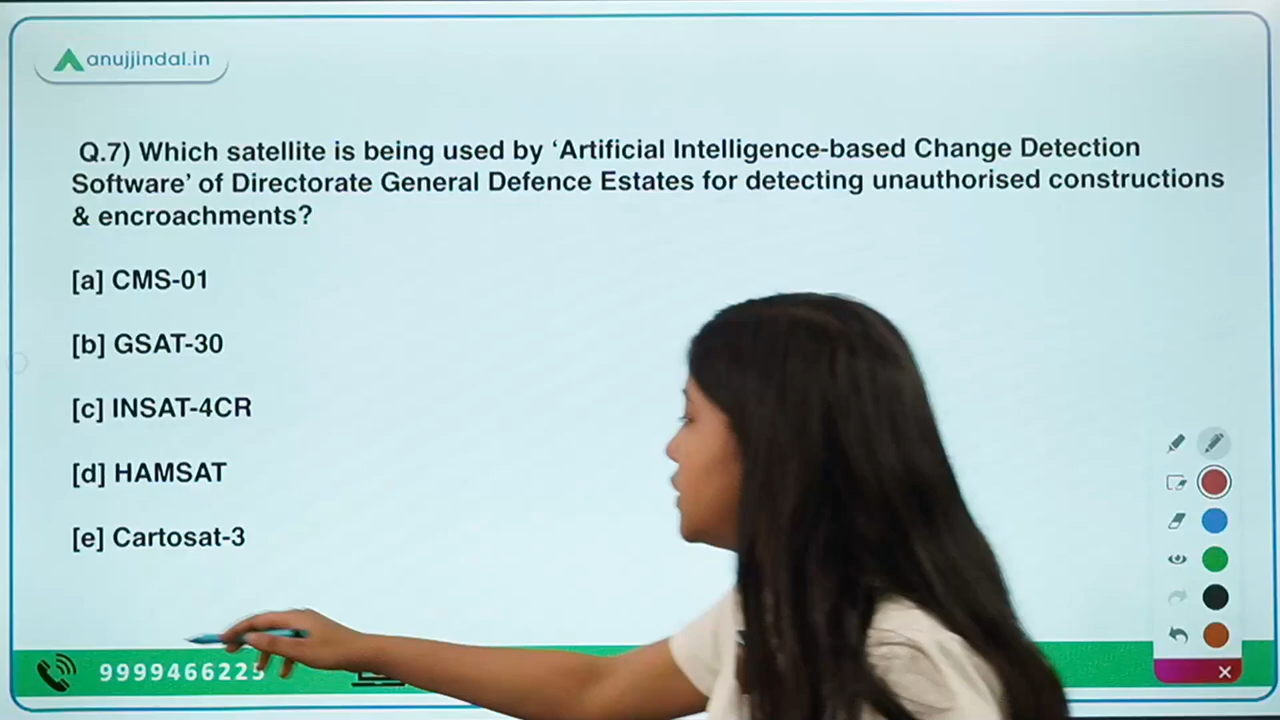 anujjindal.in
Q.7) Which satellite is being used by ‘Artificial Intelligence-based Change Detection
Software’ of Directorate General Defence Estates for detecting unauthorised constructions
& encroachments?
[a] CMS-01
[b] GSAT-30
[c] INSAT-4CR
[d] HAMSAT
[e] Cartosat-3
9999466225